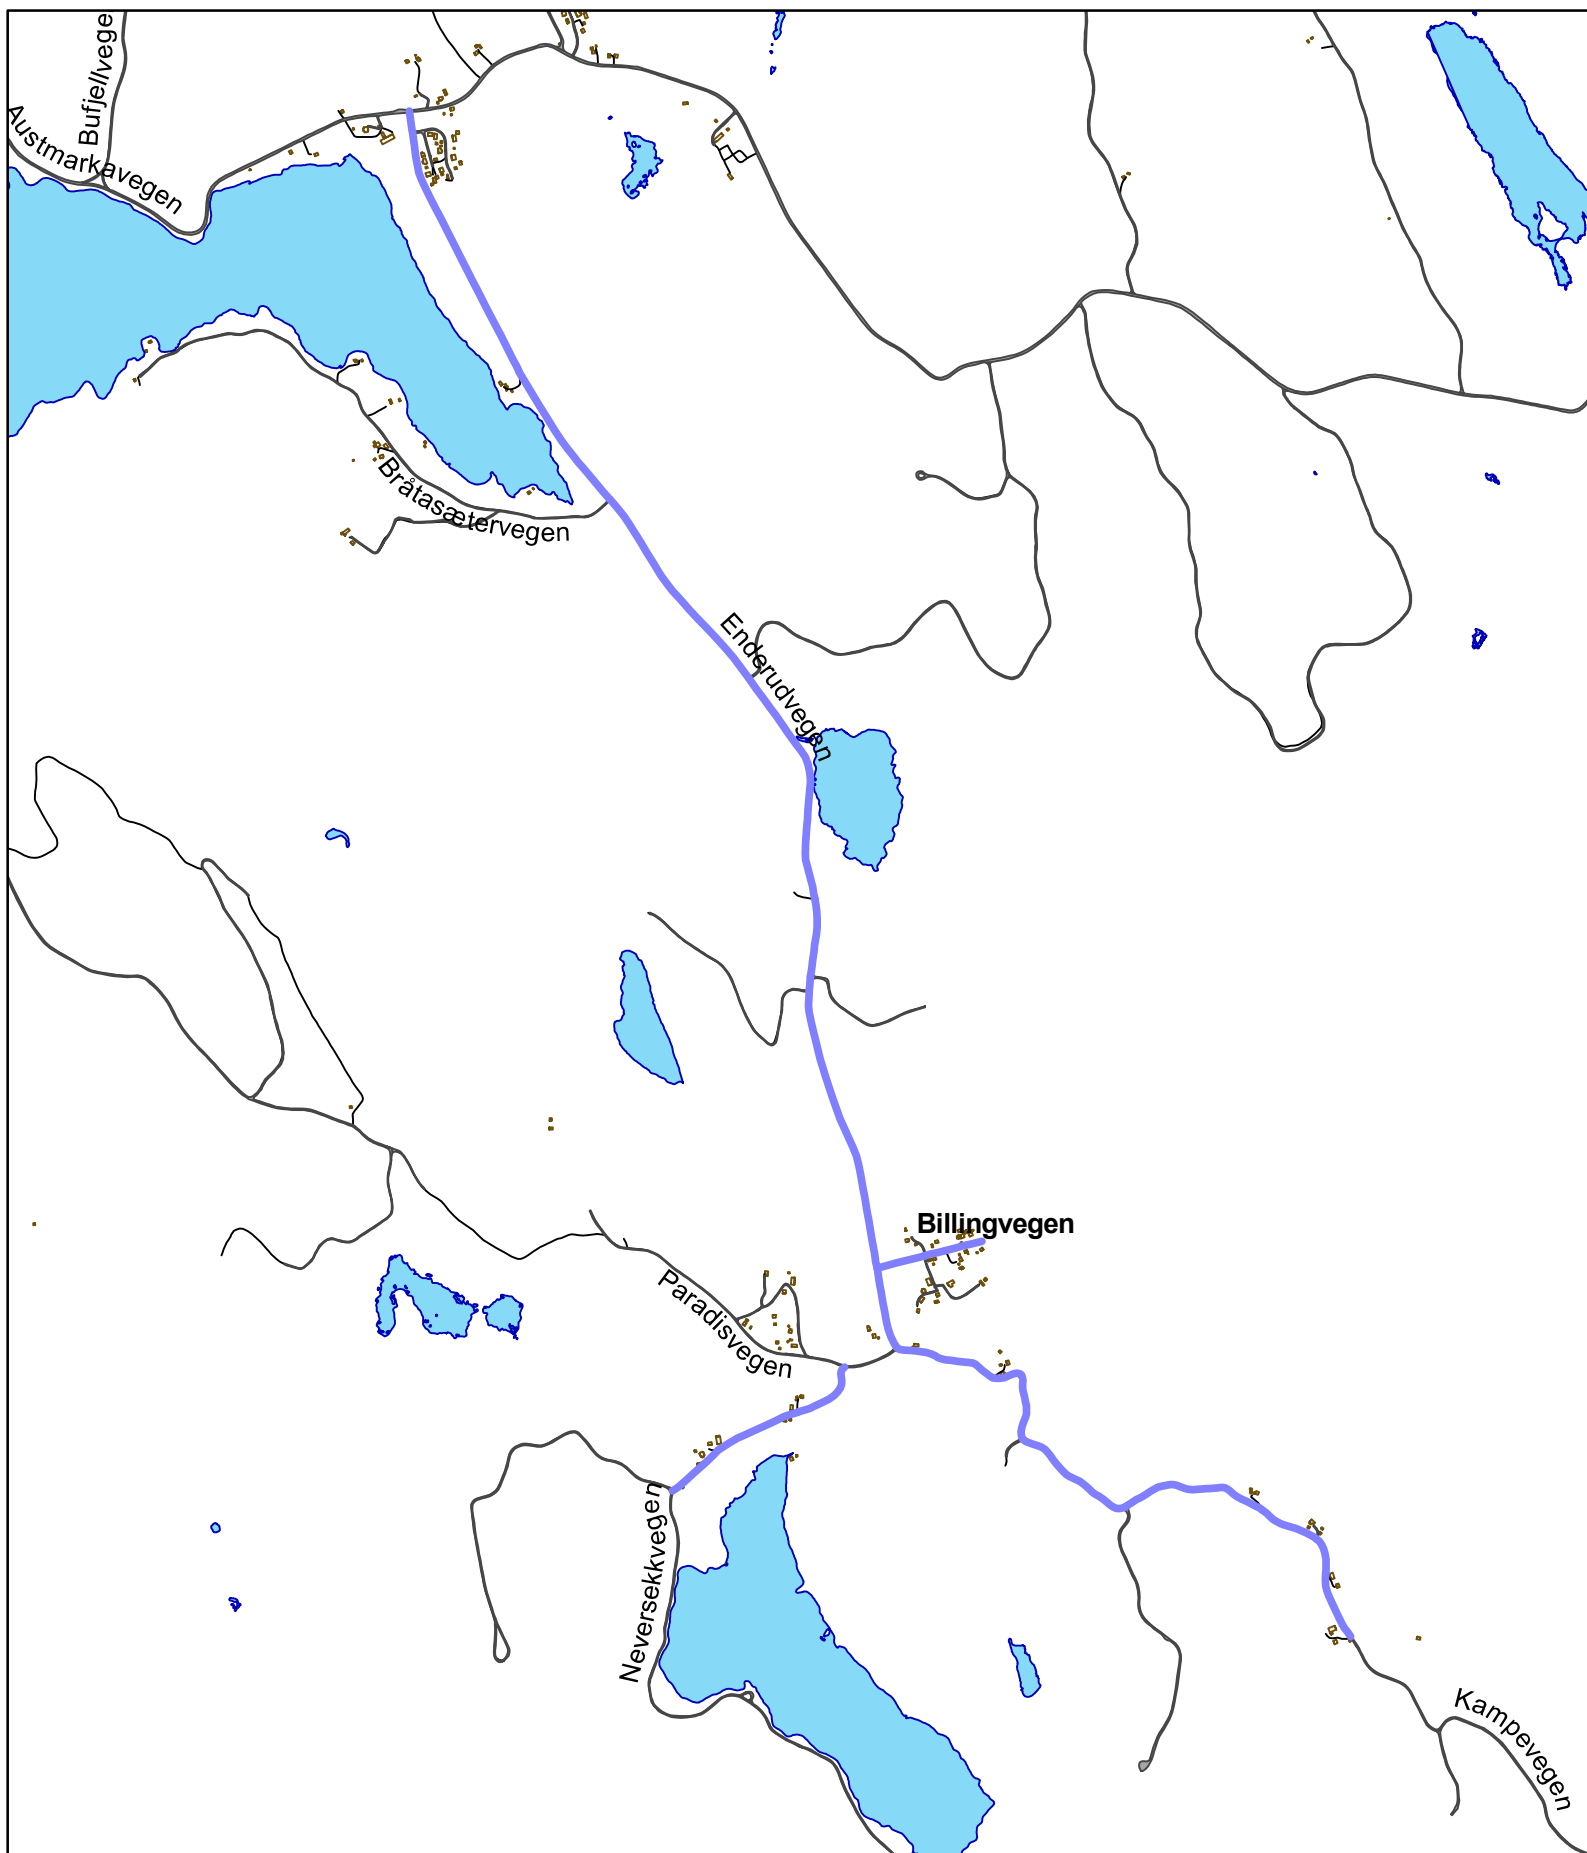 Bufjellvege
Austmarkavegen
Bråtasætervegen
Enderudvegen
Billingvegen
Paradisvegen
Neversekkvegen
Kampevegen